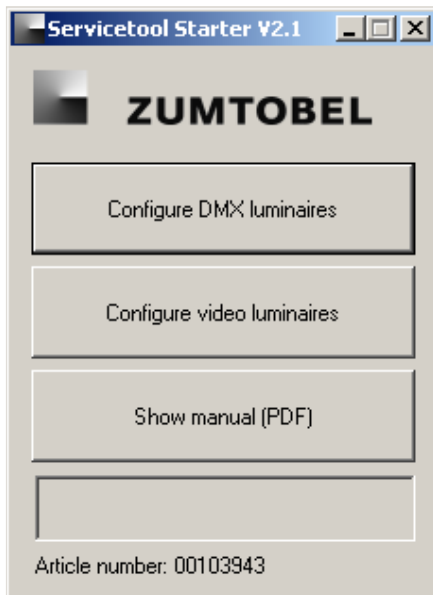 Servicetool Starter V2.1
ZUMTOBEL
Configure DMX luminaires
Configure video luminaires
Show manual (PDF)
Article number: 00103943